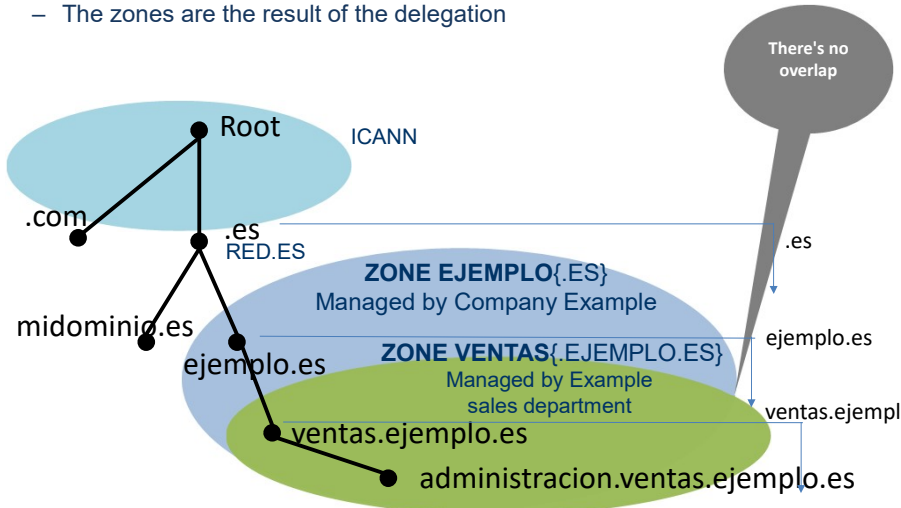 – The zones are the result of the delegation
There's no
overlap
Root
ICANN
.com
.es
RED.ES
.es
ZONE EJEMPLO{.ES}
Managed by Company Example
midominio.es
ejemplo.es
ejemplo.es
ZONE VENTAS{.EJEMPLO.ES}
Managed by Example
sales department
ventas.ejempl
ventas.ejemplo.es
administracion.ventas.ejemplo.es